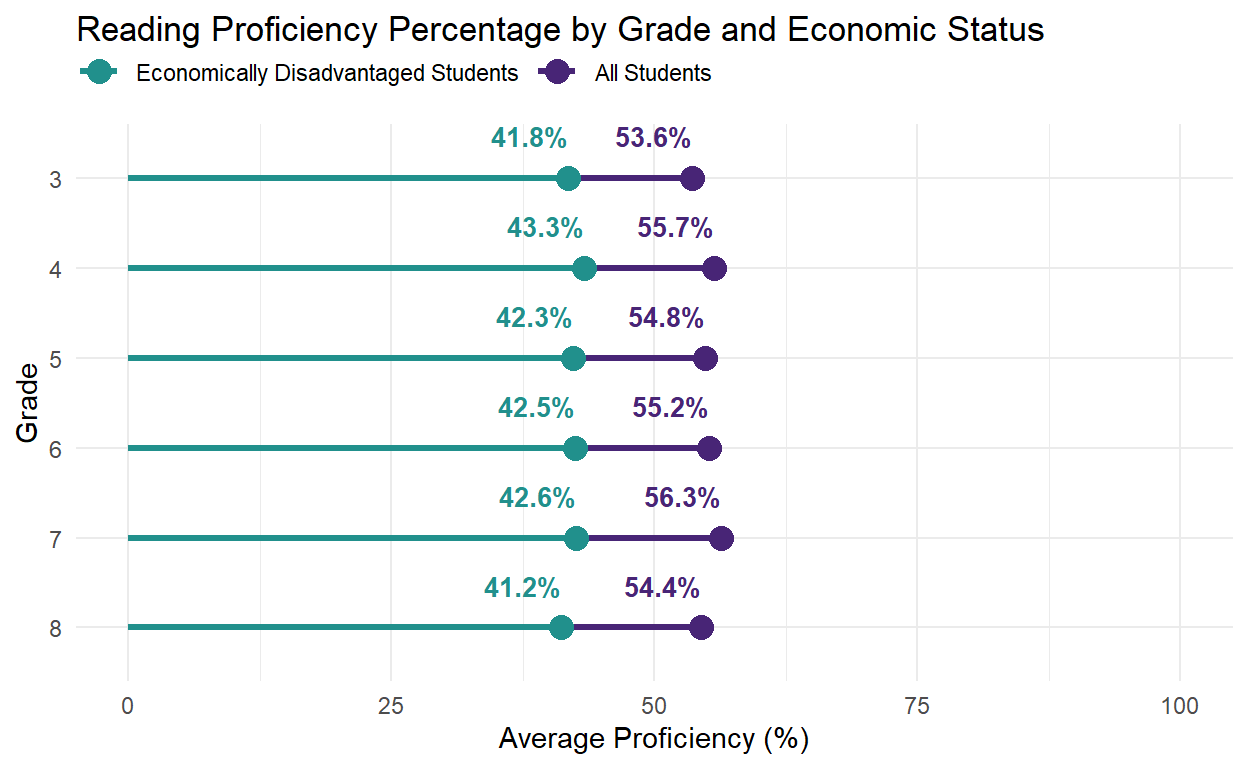 Reading Proficiency Percentage by Grade and Economic Status
Economically Disadvantaged Students All Students
41.8% 53.6%
3
43.3% 55.7%
4
42.3% 54.8%
5
Grade
42.5% 55.2%
6
42.6% 56.3%
7
41.2% 54.4%
8
0 25 50 75 100
Average Proficiency (%)